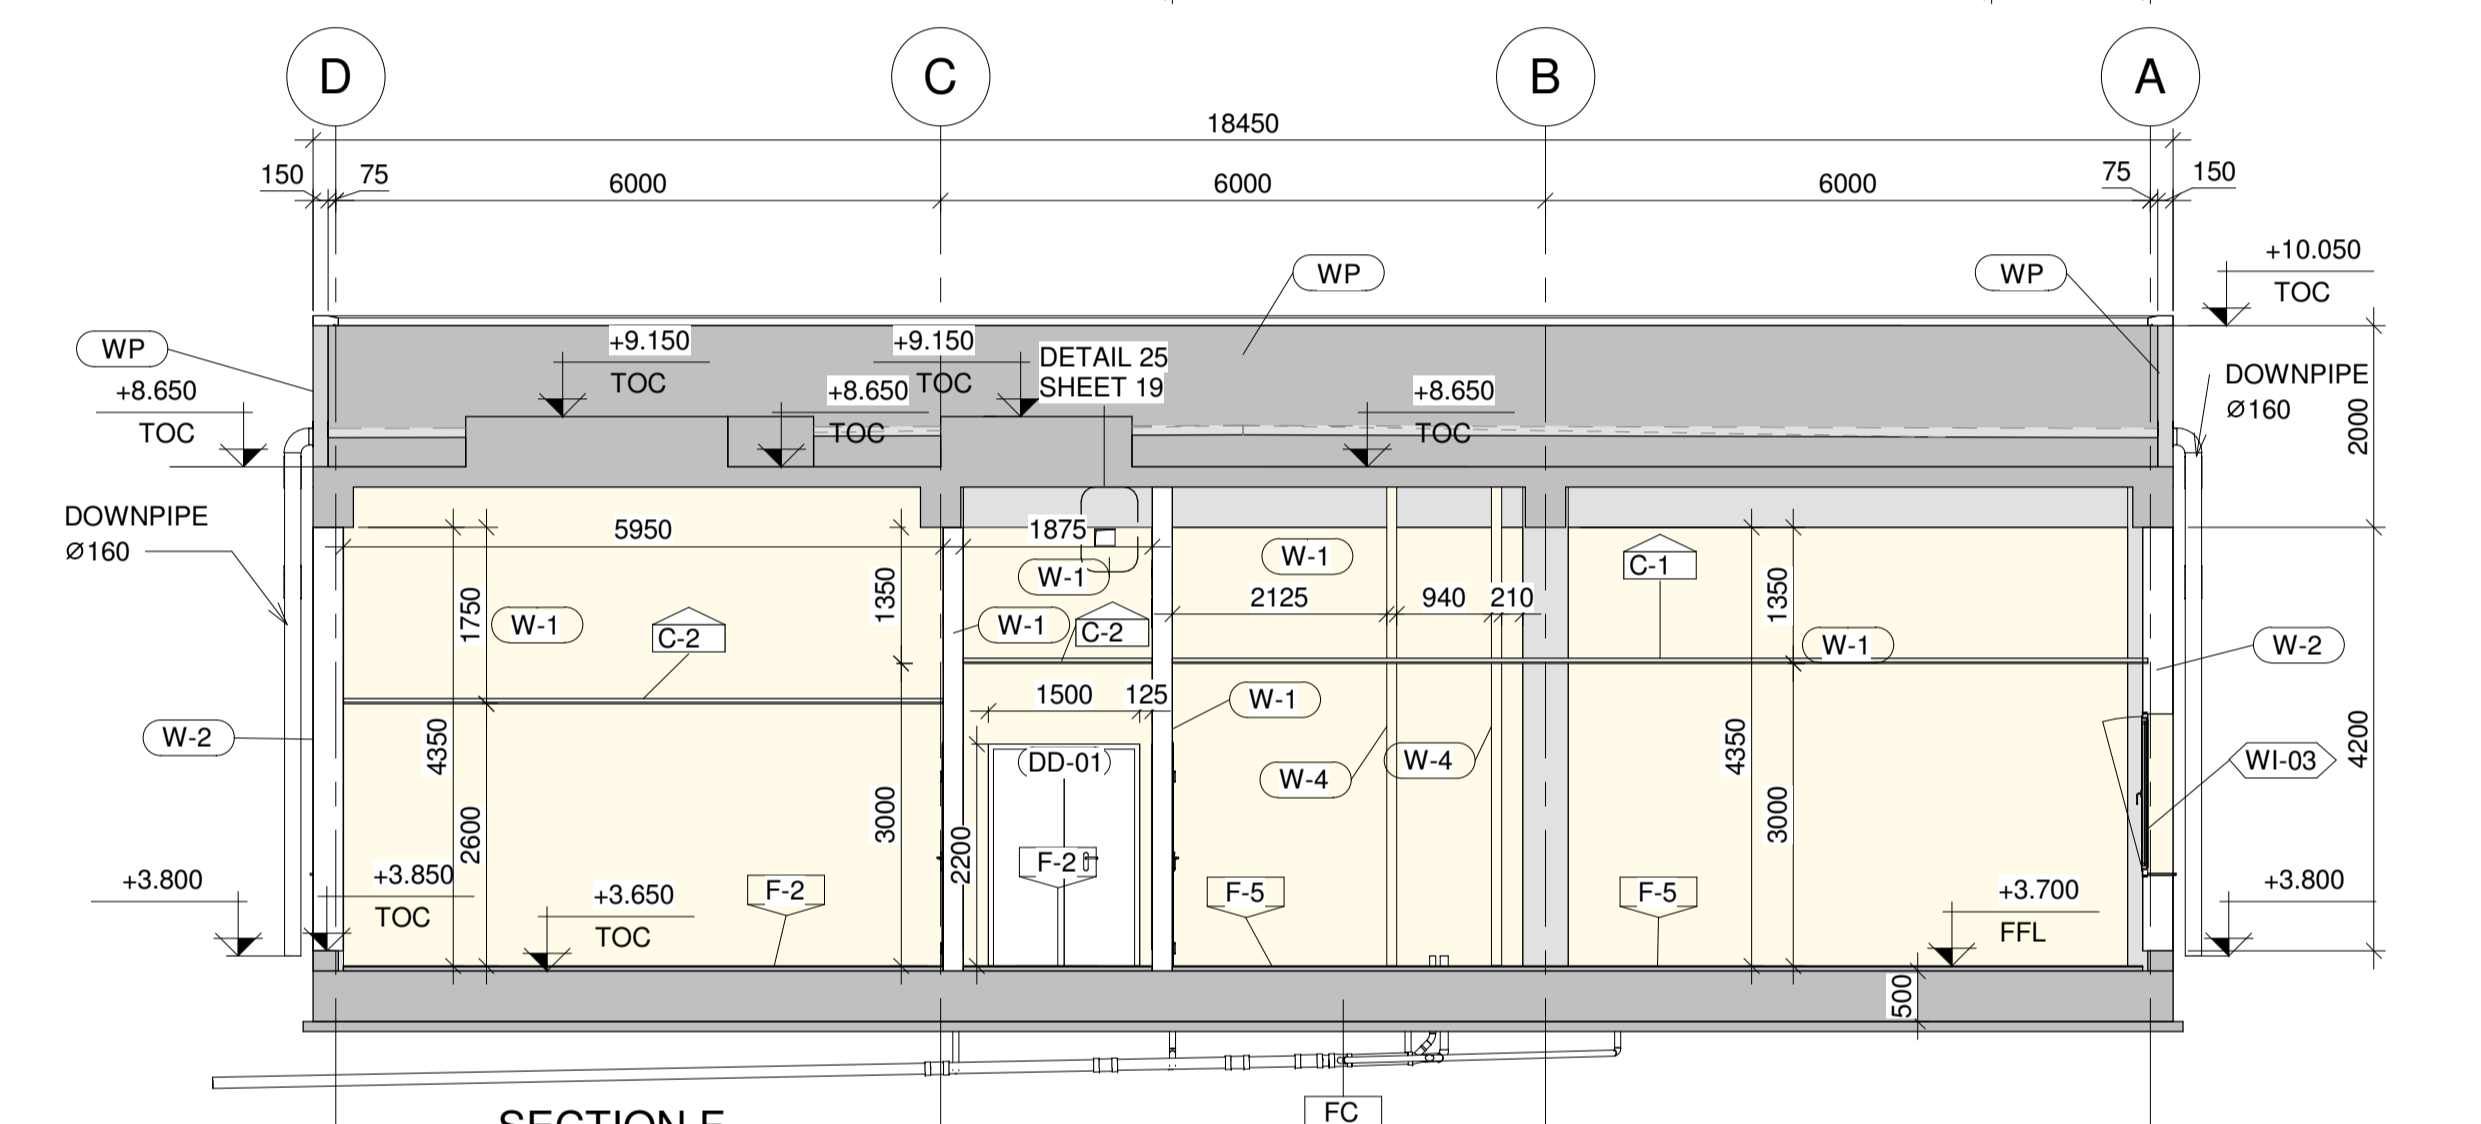 D
C
B
A
18450
150
75
6000
6000
6000
75
150
WP
WP
+10.050
TOC
WP
+9.150
TOC
+9.150
TOC
DETAIL 25
SHEET 19
+8.650
TOC
+8.650
TOC
+8.650
TOC
DOWNPIPE
Ø160
2000
DOWNPIPE
Ø160
5950
1875
W-1
W-1
C-1
1750
W-1
C-2
1350
W-1
C-2
2125
940
210
1350
W-1
W-2
1500
125
W-1
W-2
4350
2600
3000
2200
DD-01
W-4
W-4
4350
3000
WI-03
4200
F-2
F-2
F-5
F-5
+3.800
+3.850
TOC
+3.650
TOC
+3.700
FFL
+3.800
500
FC
SECTION